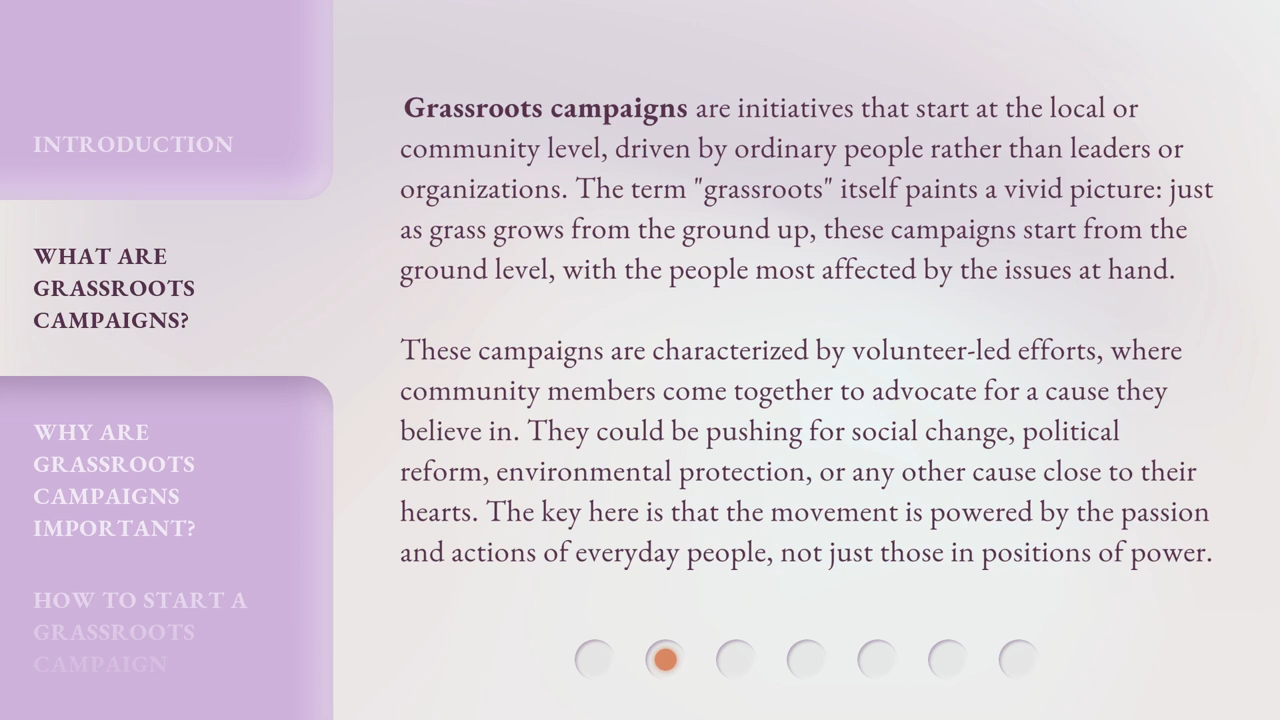 INTRODUCTION
WHAT ARE
GRASSROOTS
CAMPAIGNS?
WHY ARE
GRASSROOTS
CAMPAIGNS
IMPORTANT?
HOW TO START A
GRASSROOTS
CAMPAIGN
Grassroots campaigns are initiatives that start at the local or
community level, driven by ordinary people rather than leaders or
organizations. The term "grassroots" itself paints a vivid picture: just
as grass grows from the ground up, these campaigns start from the
ground level, with the people most affected by the issues at hand.
These campaigns are characterized by volunteer-led efforts, where
community members come together to advocate for a cause they
believe in. They could be pushing for social change, political
reform, environmental protection, or any other cause close to their
hearts. The key here is that the movement is powered by the passion
and actions of everyday people, not just those in positions of power.